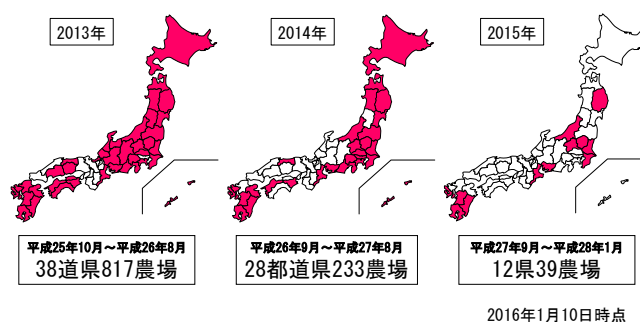 2013年
2014年
2015年
平成25年10月～平成26年8月
38道県817農場
平成26年9月～平成27年8月
28都道県233農場
平成27年9月～平成28年1月
12県39農場
2016年1月10日時点